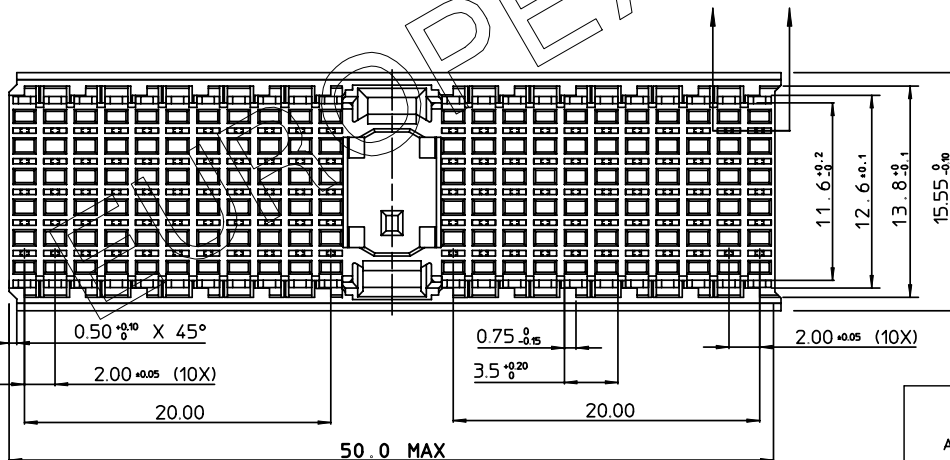 EUROPEA
11.6 +0.2 -0
12.6 ±0.1
13.8 +0 -0.1
15.55 0 -0.10
0.50 +0.10 0 X 45°
0.75 0 -0.15
2.00 ±0.05 (10X)
2.00 ±0.05 (10X)
3.5 +0.20 0
20.00
20.00
50.0 MAX
A